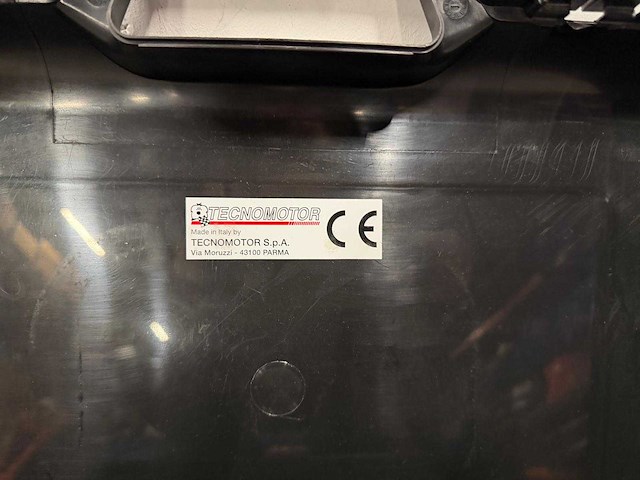 TECNOMOTOR
Made in Italy by
TECNOMOTOR S.p.A.
Via Moruzzi - 43100 PARMA
CE